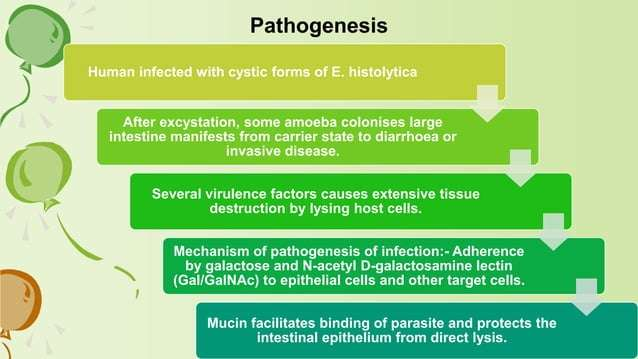 Pathogenesis
Human infected with cystic forms of E. histolytica
After excystation, some amoeba colonises large
intestine manifests from carrier state to diarrhoea or
invasive disease.
Several virulence factors causes extensive tissue
destruction by lysing host cells.
Mechanism of pathogenesis of infection:- Adherence
by galactose and N-acetyl D-galactosamine lectin
(Gal/GalNAc) to epithelial cells and other target cells.
Mucin facilitates binding of parasite and protects the
intestinal epithelium from direct lysis.